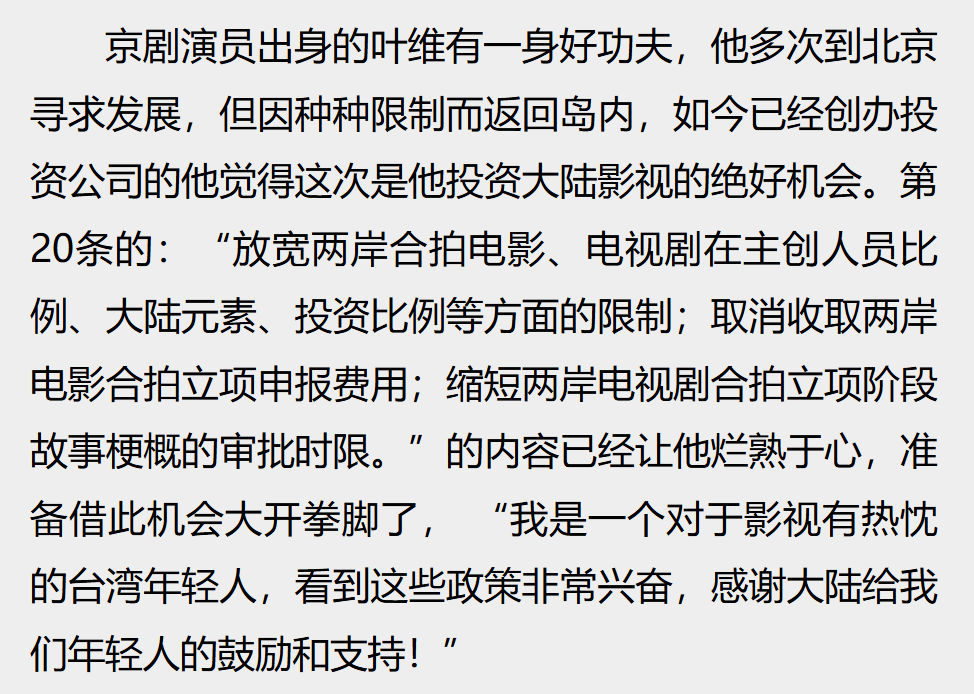 京剧演员出身的叶维有一身好功夫，他多次到北京
寻求发展，但因种种限制而返回岛内，如今已经创办投
资公司的他觉得这次是他投资大陆影视的绝好机会。第
20条的：“放宽两岸合拍电影、电视剧在主创人员比
例、大陆元素、投资比例等方面的限制；取消收取两岸
电影合拍立项申报费用；缩短两岸电视剧合拍立项阶段
故事梗概的审批时限。”的内容已经让他烂熟于心，准
备借此机会大开拳脚了，“我是一个对于影视有热忱
的台湾年轻人，看到这些政策非常兴奋，感谢大陆给我
们年轻人的鼓励和支持！”